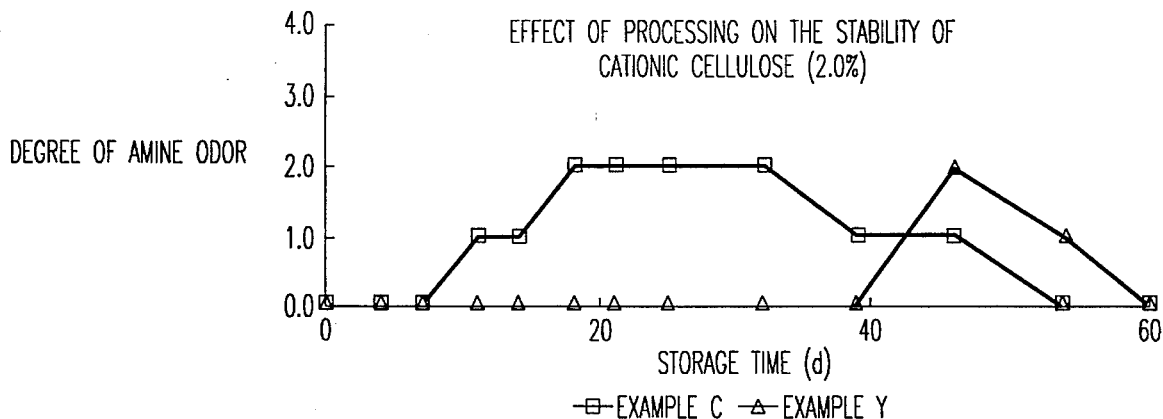 EFFECT OF PROCESSING ON THE STABILITY OF
CATIONIC CELLULOSE (2.0%)
DEGREE OF AMINE ODOR
4.0
3.0
2.0
1.0
0.0
0
20
40
60
STORAGE TIME (d)
EXAMPLE C
EXAMPLE Y